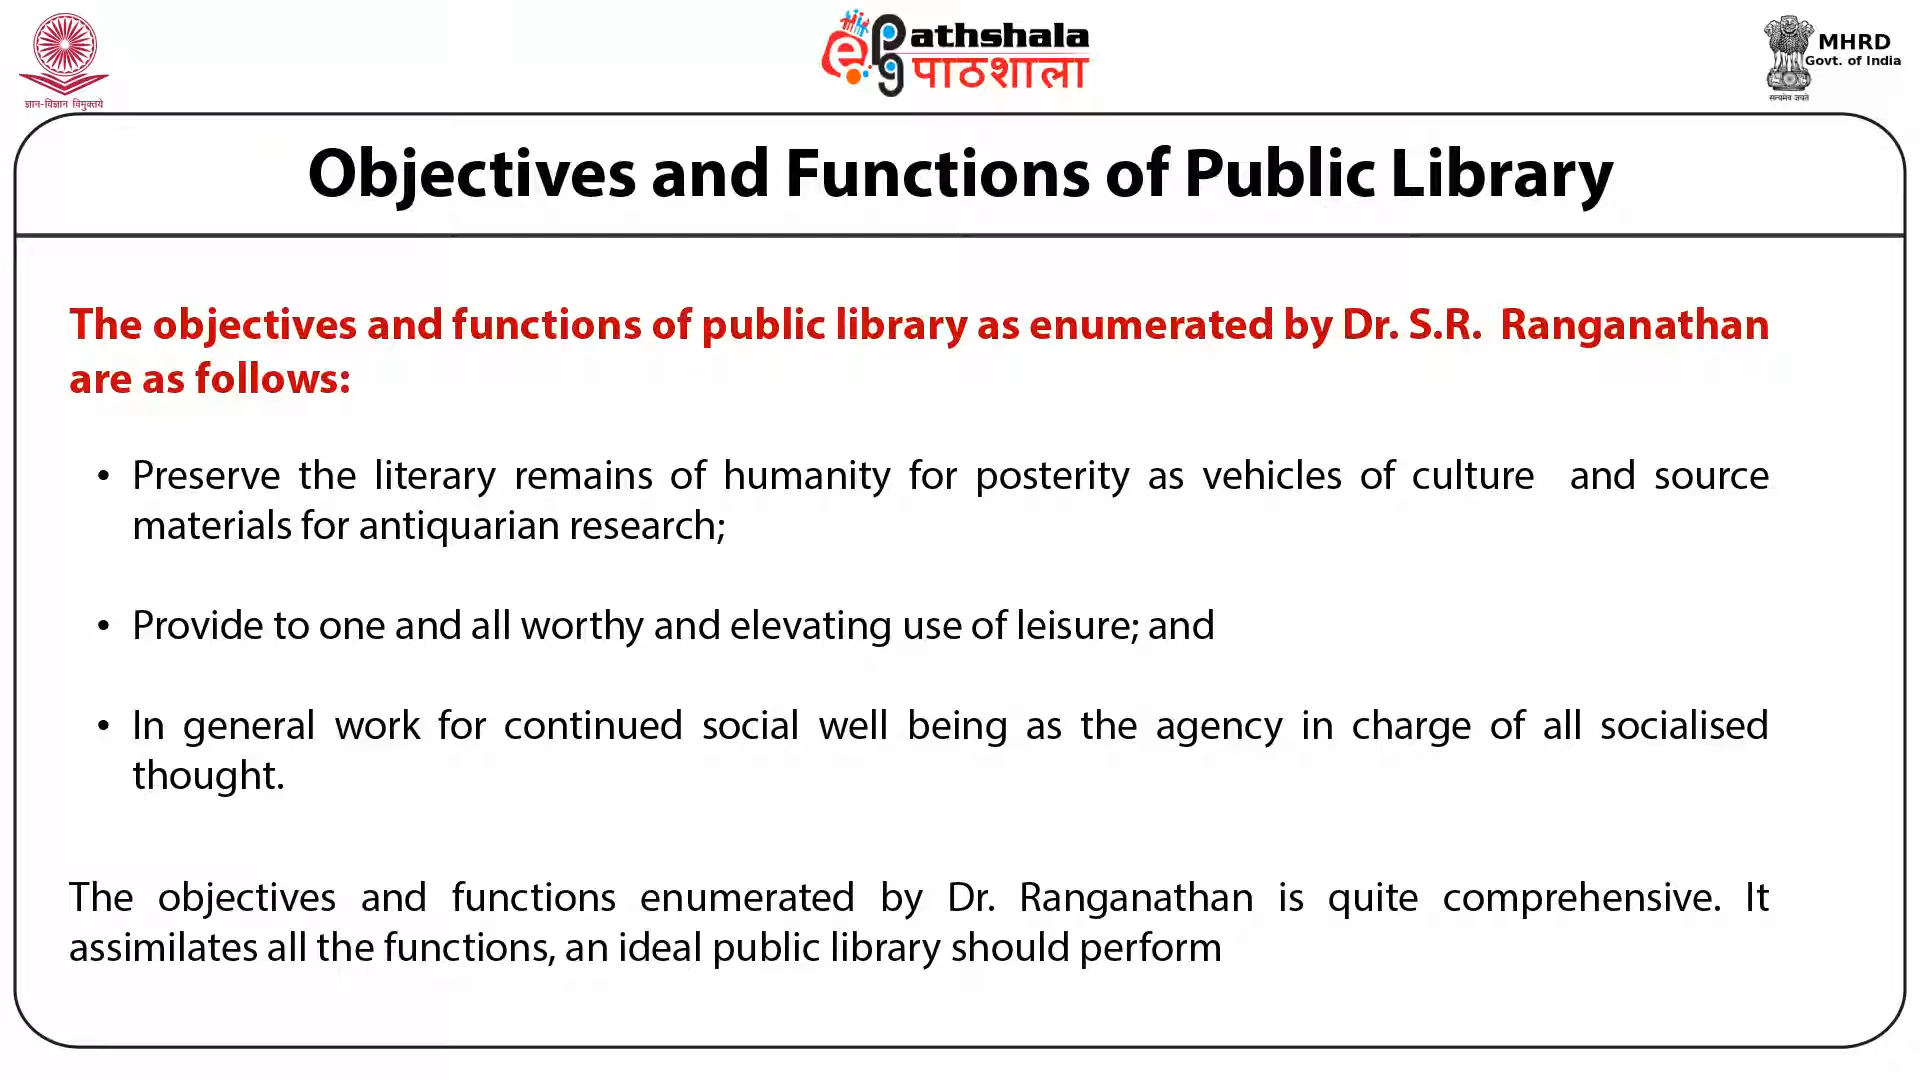 ज्ञान-विज्ञान विमुक्तये
ePathshala
पाठशाला
MHRD
Govt. of India
सत्यमेव जयते
Objectives and Functions of Public Library
The objectives and functions of public library as enumerated by Dr. S.R. Ranganathan
are as follows:
• Preserve the literary remains of humanity for posterity as vehicles of culture and source
materials for antiquarian research;
• Provide to one and all worthy and elevating use of leisure; and
• In general work for continued social well being as the agency in charge of all socialised
thought.
The objectives and functions enumerated by Dr. Ranganathan is quite comprehensive. It
assimilates all the functions, an ideal public library should perform